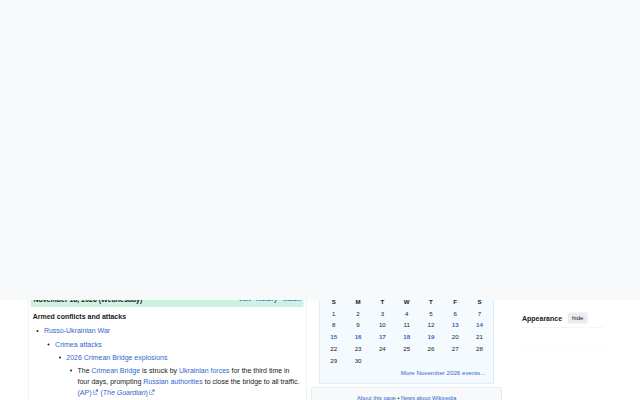 November 18, 2026 (Wednesday)
Armed conflicts and attacks
Russo-Ukrainian War
Crimea attacks
2026 Crimean Bridge explosions
The Crimean Bridge is struck by Ukrainian forces for the third time in
four days, prompting Russian authorities to close the bridge to all traffic.
(AP) (The Guardian)
S M T W T F S
1 2 3 4 5 6 7
8 9 10 11 12 13 14
15 16 17 18 19 20 21
22 23 24 25 26 27 28
29 30
More November 2026 events...
About this page • News about Wikipedia
Appearance hide